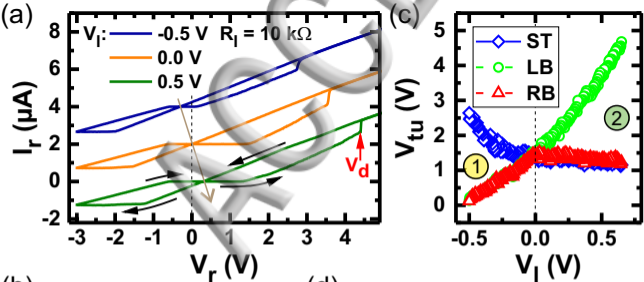 (a)
V_l: -0.5 V R_l = 10 kΩ
0.0 V
0.5 V
8
6
4
2
0
-2
I_r (μA)
V_d
-3 -2 -1 0 1 2 3 4
V_r (V)
(c)
ST
LB
RB
5
4
3
2
1
0
V_tu (V)
1
2
-0.5 0.0 0.5
V_l (V)
(b)
(d)